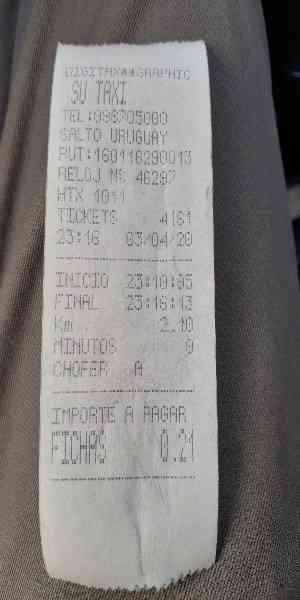 DIGITAX**GRAPHIC
SU TAXI
TEL:098705000
SALTO URUGUAY
RUT:160116290013
RELOJ Nº 46297
MTX 1011
TICKETS 4161
23:16 03/04/20
INICIO 23:10:05
FINAL 23:16:13
Km . 2.10
MINUTOS 0
CHOFER A
IMPORTE A PAGAR
FICHAS 0.21